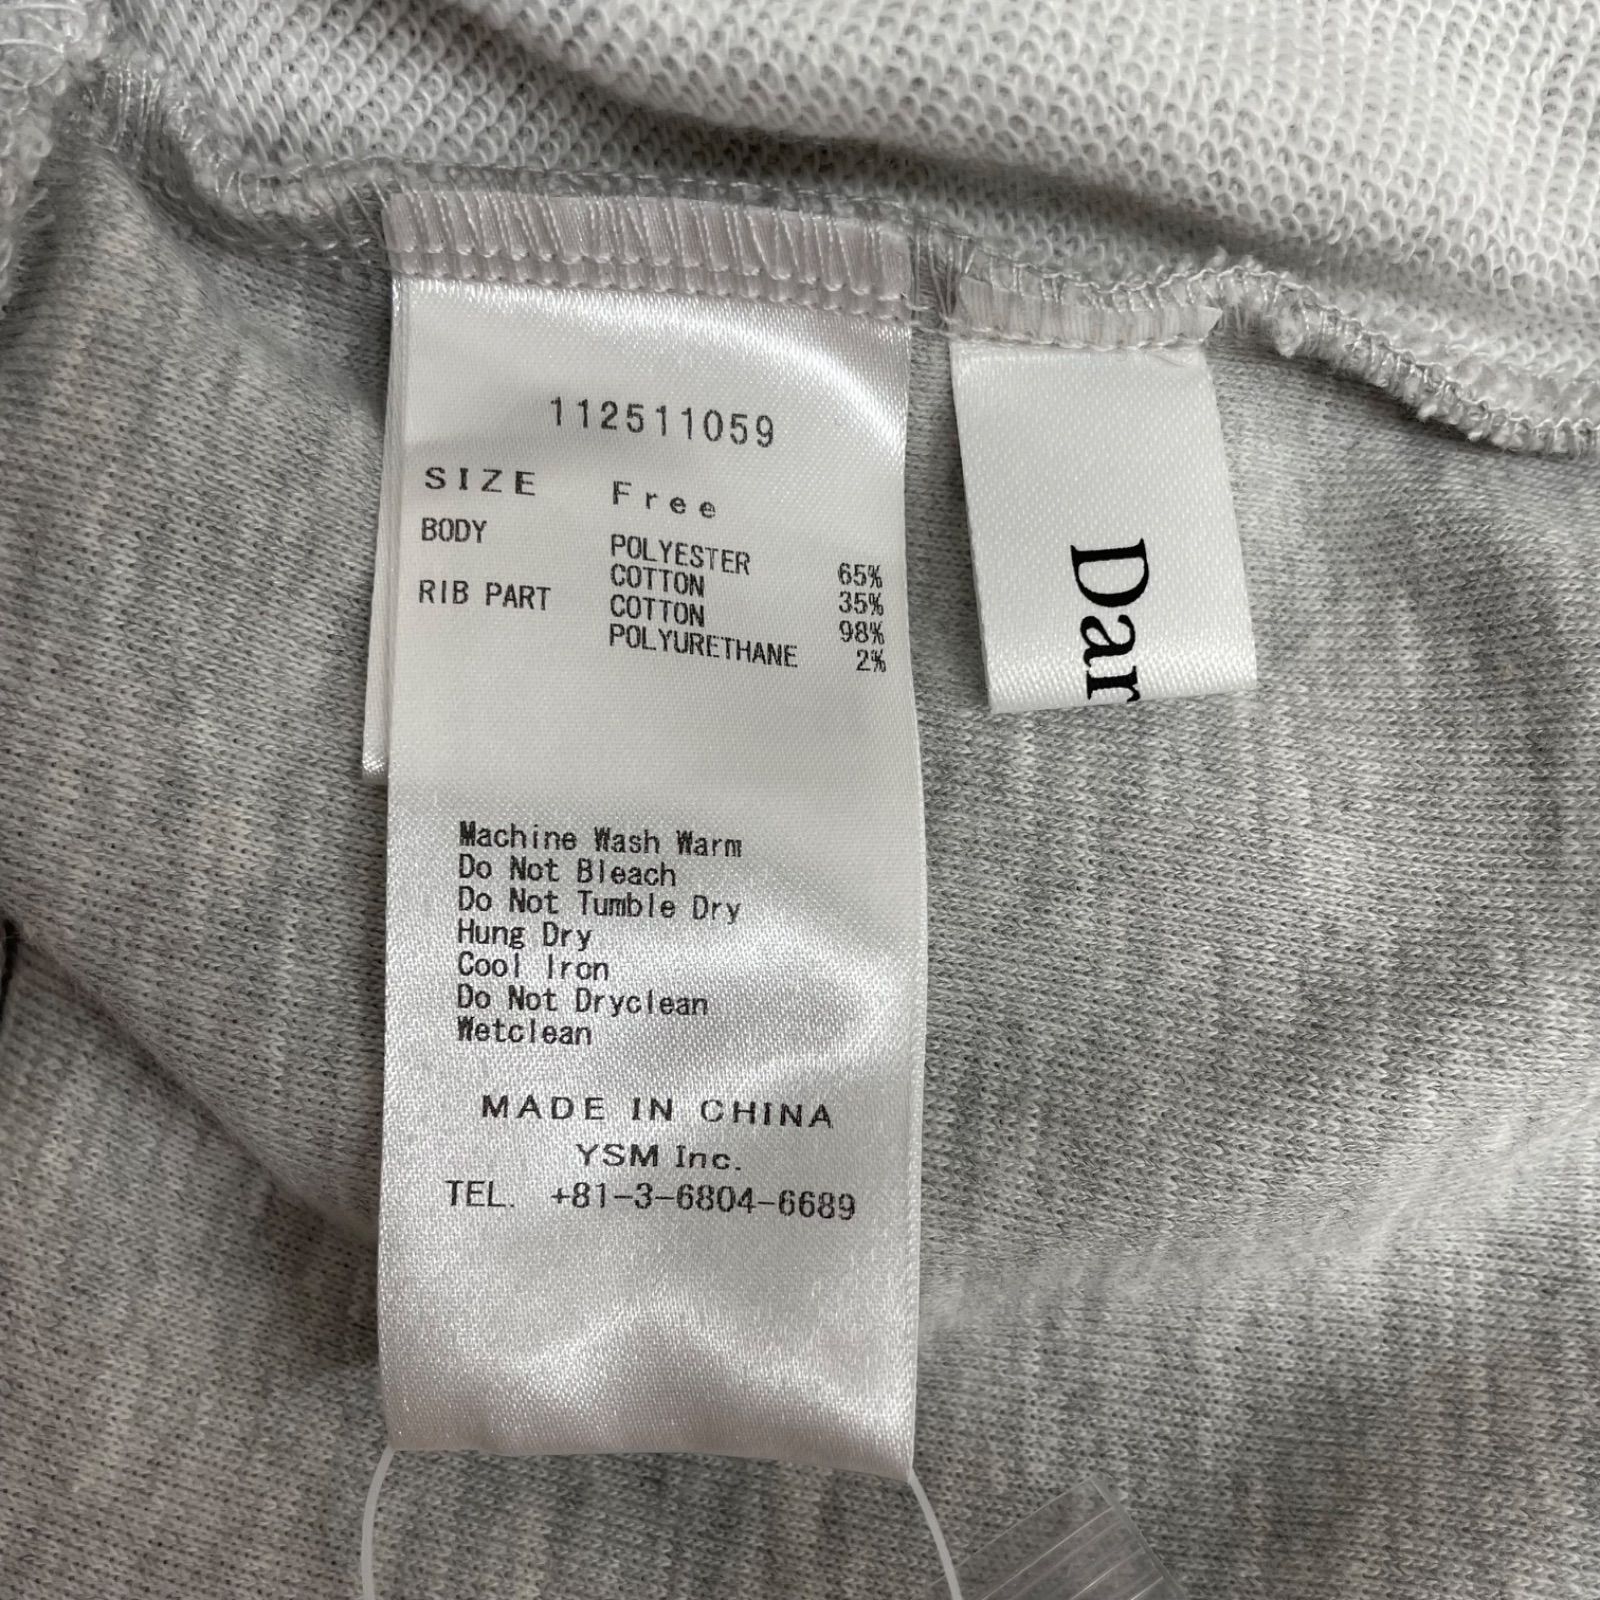 112511059
SIZE Free
BODY POLYESTER 65%
COTTON 35%
RIB PART COTTON 98%
POLYURETHANE 2%
Machine Wash Warm
Do Not Bleach
Do Not Tumble Dry
Hung Dry
Cool Iron
Do Not Dryclean
Wetclean
MADE IN CHINA
YSM Inc.
TEL. +81-3-6804-6689
Dar